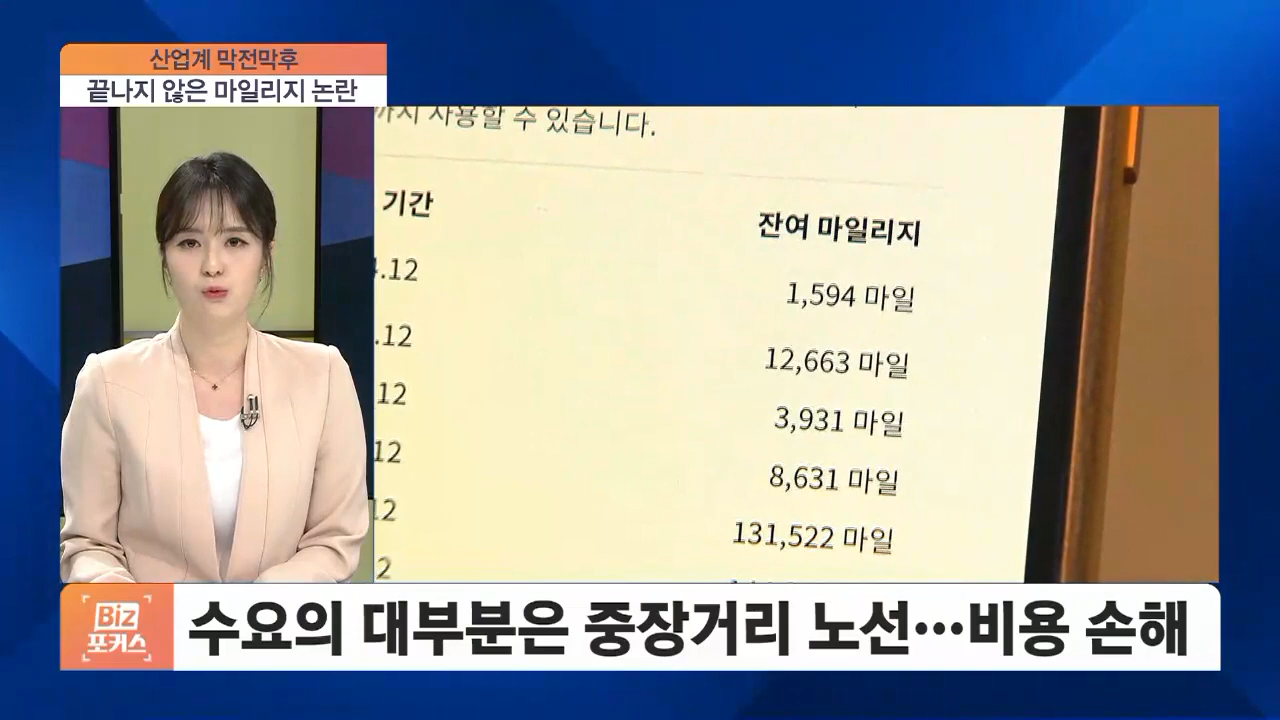 산업계 막전막후
끝나지 않은 마일리지 논란
까지 사용할 수 있습니다.
기간
잔여 마일리지
.12
1,594 마일
.12
12,663 마일
12
3,931 마일
12
8,631 마일
12
131,522 마일
2
Biz
포커스
수요의 대부분은 중장거리 노선…비용 손해